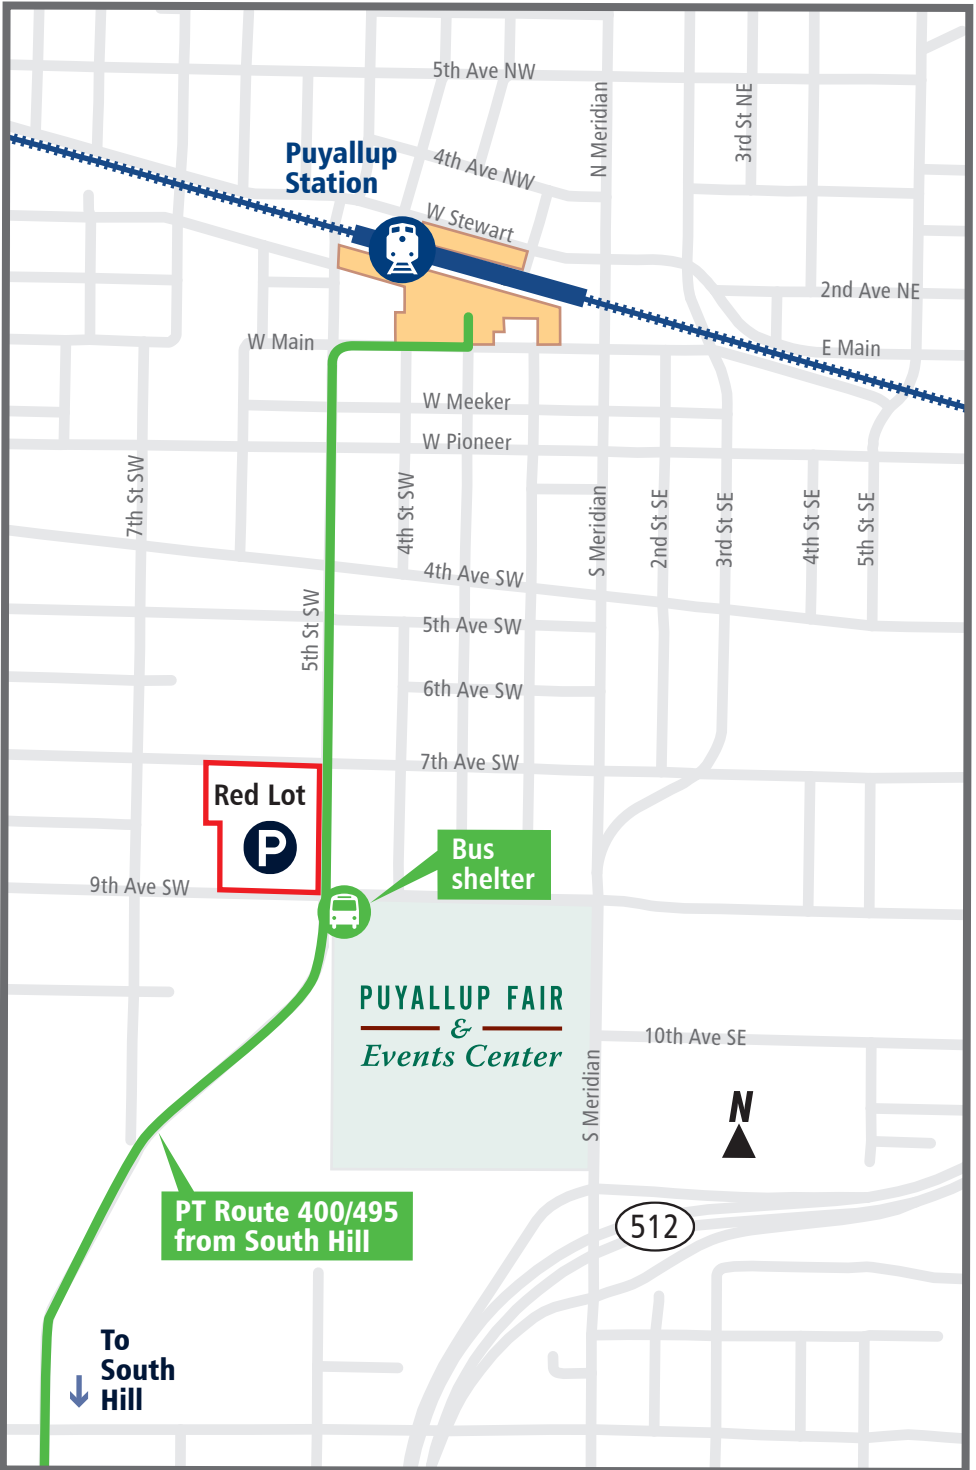 5th Ave NW
N Meridian
3rd St NE
Puyallup
Station
4th Ave NW
W Stewart
2nd Ave NE
W Main
E Main
W Meeker
W Pioneer
7th St SW
4th St SW
S Meridian
2nd St SE
3rd St SE
4th St SE
5th St SE
4th Ave SW
5th St SW
5th Ave SW
6th Ave SW
7th Ave SW
Red Lot
P
Bus
shelter
9th Ave SW
PUYALLUP FAIR
&
Events Center
10th Ave SE
S Meridian
N
PT Route 400/495
from South Hill
512
To
South
Hill